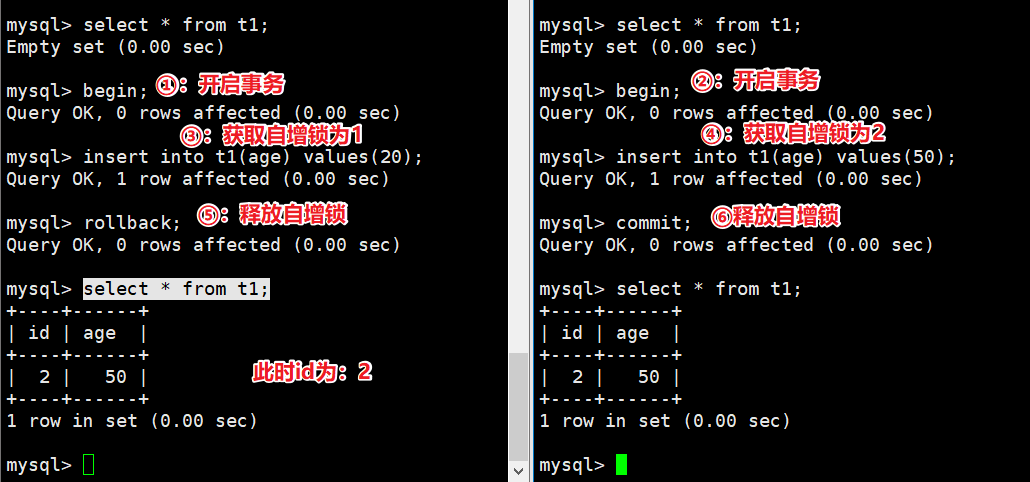 mysql> select * from t1;
Empty set (0.00 sec)
mysql> begin; ①：开启事务
Query OK, 0 rows affected (0.00 sec)
③：获取自增锁为1
mysql> insert into t1(age) values(20);
Query OK, 1 row affected (0.00 sec)
mysql> rollback; ⑤：释放自增锁
Query OK, 0 rows affected (0.00 sec)
mysql> select * from t1;
+----+------+
| id | age  |
+----+------+
|  2 |   50 |
+----+------+
此时id为：2
1 row in set (0.00 sec)
mysql>
mysql> select * from t1;
Empty set (0.00 sec)
mysql> begin; ②：开启事务
Query OK, 0 rows affected (0.00 sec)
④：获取自增锁为2
mysql> insert into t1(age) values(50);
Query OK, 1 row affected (0.00 sec)
mysql> commit; ⑥释放自增锁
Query OK, 0 rows affected (0.00 sec)
mysql> select * from t1;
+----+------+
| id | age  |
+----+------+
|  2 |   50 |
+----+------+
1 row in set (0.00 sec)
mysql>